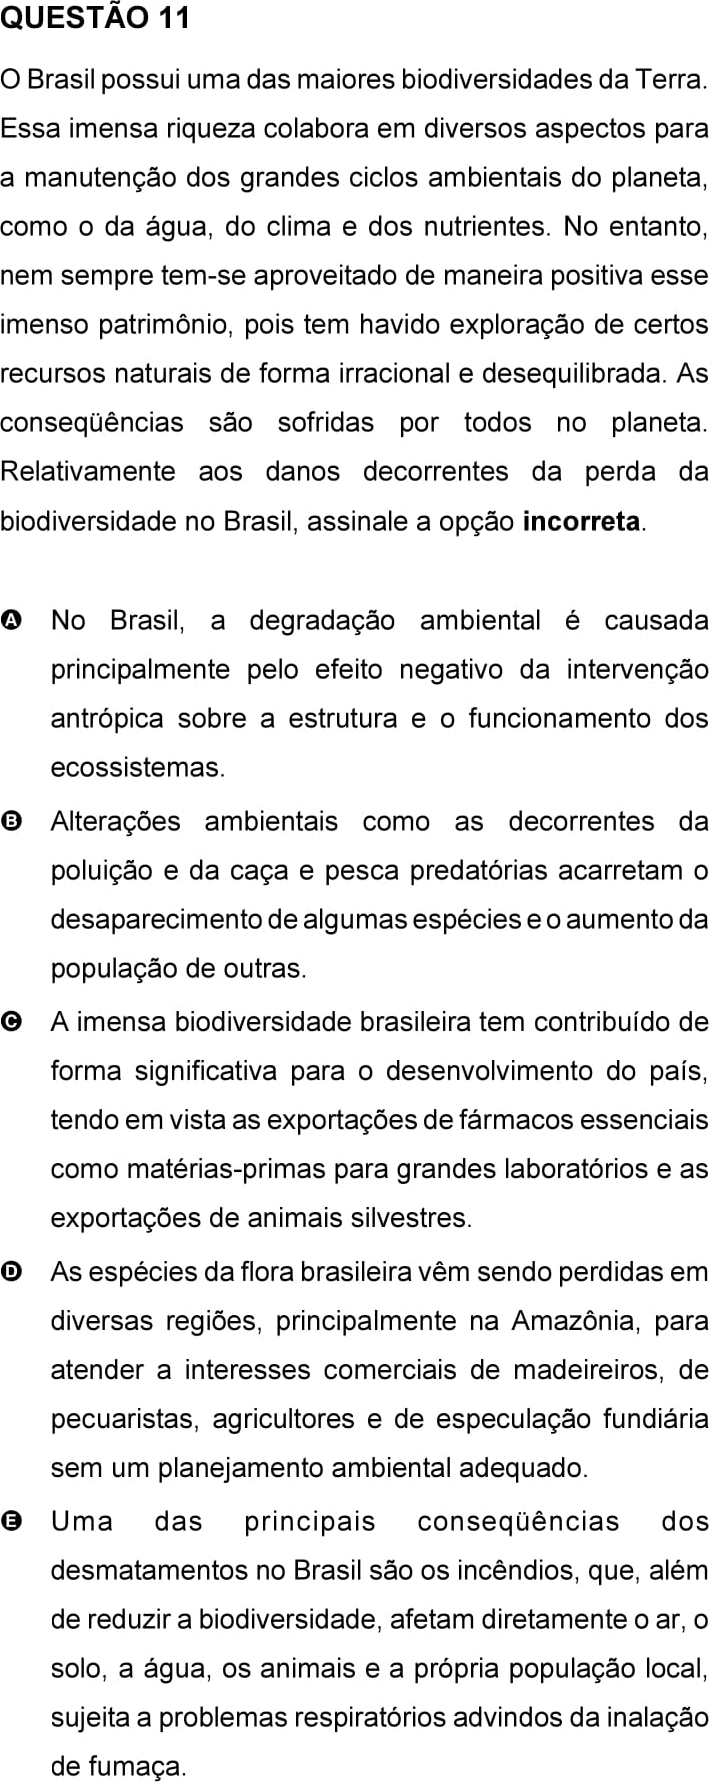 QUESTÃO 11
O Brasil possui uma das maiores biodiversidades da Terra.
Essa imensa riqueza colabora em diversos aspectos para
a manutenção dos grandes ciclos ambientais do planeta,
como o da água, do clima e dos nutrientes. No entanto,
nem sempre tem-se aproveitado de maneira positiva esse
imenso patrimônio, pois tem havido exploração de certos
recursos naturais de forma irracional e desequilibrada. As
conseqüências são sofridas por todos no planeta.
Relativamente aos danos decorrentes da perda da
biodiversidade no Brasil, assinale a opção incorreta.
A No Brasil, a degradação ambiental é causada
principalmente pelo efeito negativo da intervenção
antrópica sobre a estrutura e o funcionamento dos
ecossistemas.
B Alterações ambientais como as decorrentes da
poluição e da caça e pesca predatórias acarretam o
desaparecimento de algumas espécies e o aumento da
população de outras.
C A imensa biodiversidade brasileira tem contribuído de
forma significativa para o desenvolvimento do país,
tendo em vista as exportações de fármacos essenciais
como matérias-primas para grandes laboratórios e as
exportações de animais silvestres.
D As espécies da flora brasileira vêm sendo perdidas em
diversas regiões, principalmente na Amazônia, para
atender a interesses comerciais de madeireiros, de
pecuaristas, agricultores e de especulação fundiária
sem um planejamento ambiental adequado.
E Uma das principais conseqüências dos
desmatamentos no Brasil são os incêndios, que, além
de reduzir a biodiversidade, afetam diretamente o ar, o
solo, a água, os animais e a própria população local,
sujeita a problemas respiratórios advindos da inalação
de fumaça.